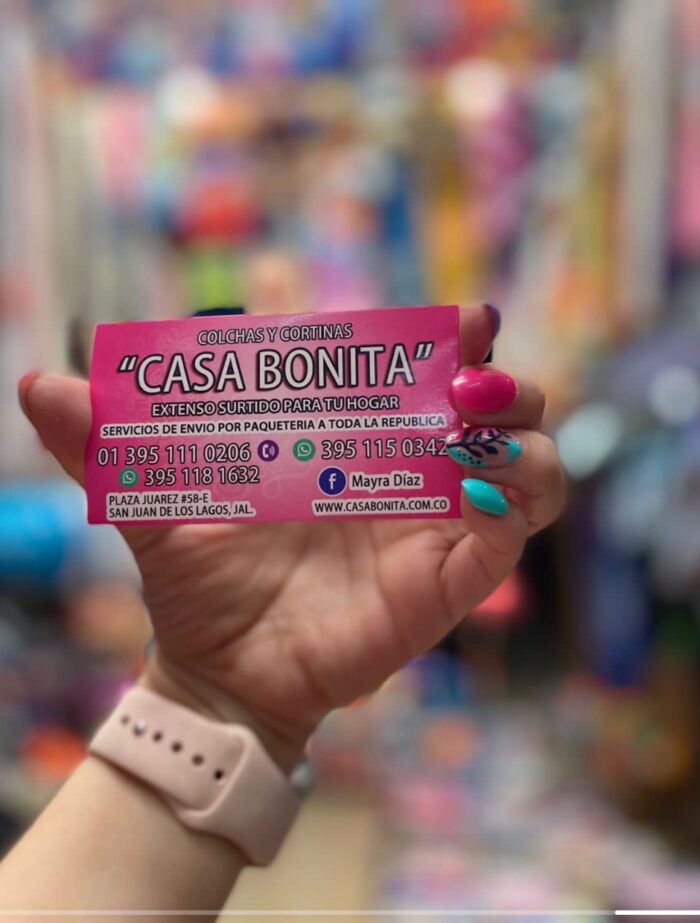 COLCHAS Y CORTINAS
"CASA BONITA"
EXTENSO SURTIDO PARA TU HOGAR
SERVICIOS DE ENVIO POR PAQUETERIA A TODA LA REPUBLICA
01 395 111 0206 395 115 0342
395 118 1632
f Mayra Díaz
PLAZA JUAREZ #58-E
SAN JUAN DE LOS LAGOS, JAL.
WWW.CASABONITA.COM.CO